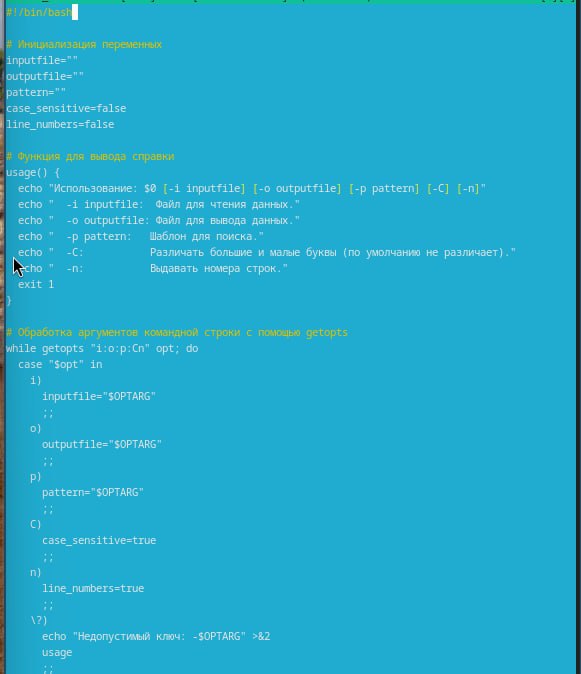 #!/bin/bash
# Инициализация переменных
inputfile=""
outputfile=""
pattern=""
case_sensitive=false
line_numbers=false
# Функция для вывода справки
usage() {
echo "Использование: $0 [-i inputfile] [-o outputfile] [-p pattern] [-C] [-n]"
echo "  -i inputfile:  Файл для чтения данных."
echo "  -o outputfile: Файл для вывода данных."
echo "  -p pattern:   Шаблон для поиска."
echo "  -C:           Различать большие и малые буквы (по умолчанию не различает)."
echo "  -n:           Выдавать номера строк."
exit 1
}
# Обработка аргументов командной строки с помощью getopts
while getopts "i:o:p:Cn" opt; do
case "$opt" in
i)
inputfile="$OPTARG"
;;
o)
outputfile="$OPTARG"
;;
p)
pattern="$OPTARG"
;;
C)
case_sensitive=true
;;
n)
line_numbers=true
;;
\?)
echo "Недопустимый ключ: -$OPTARG" >&2
usage
;;